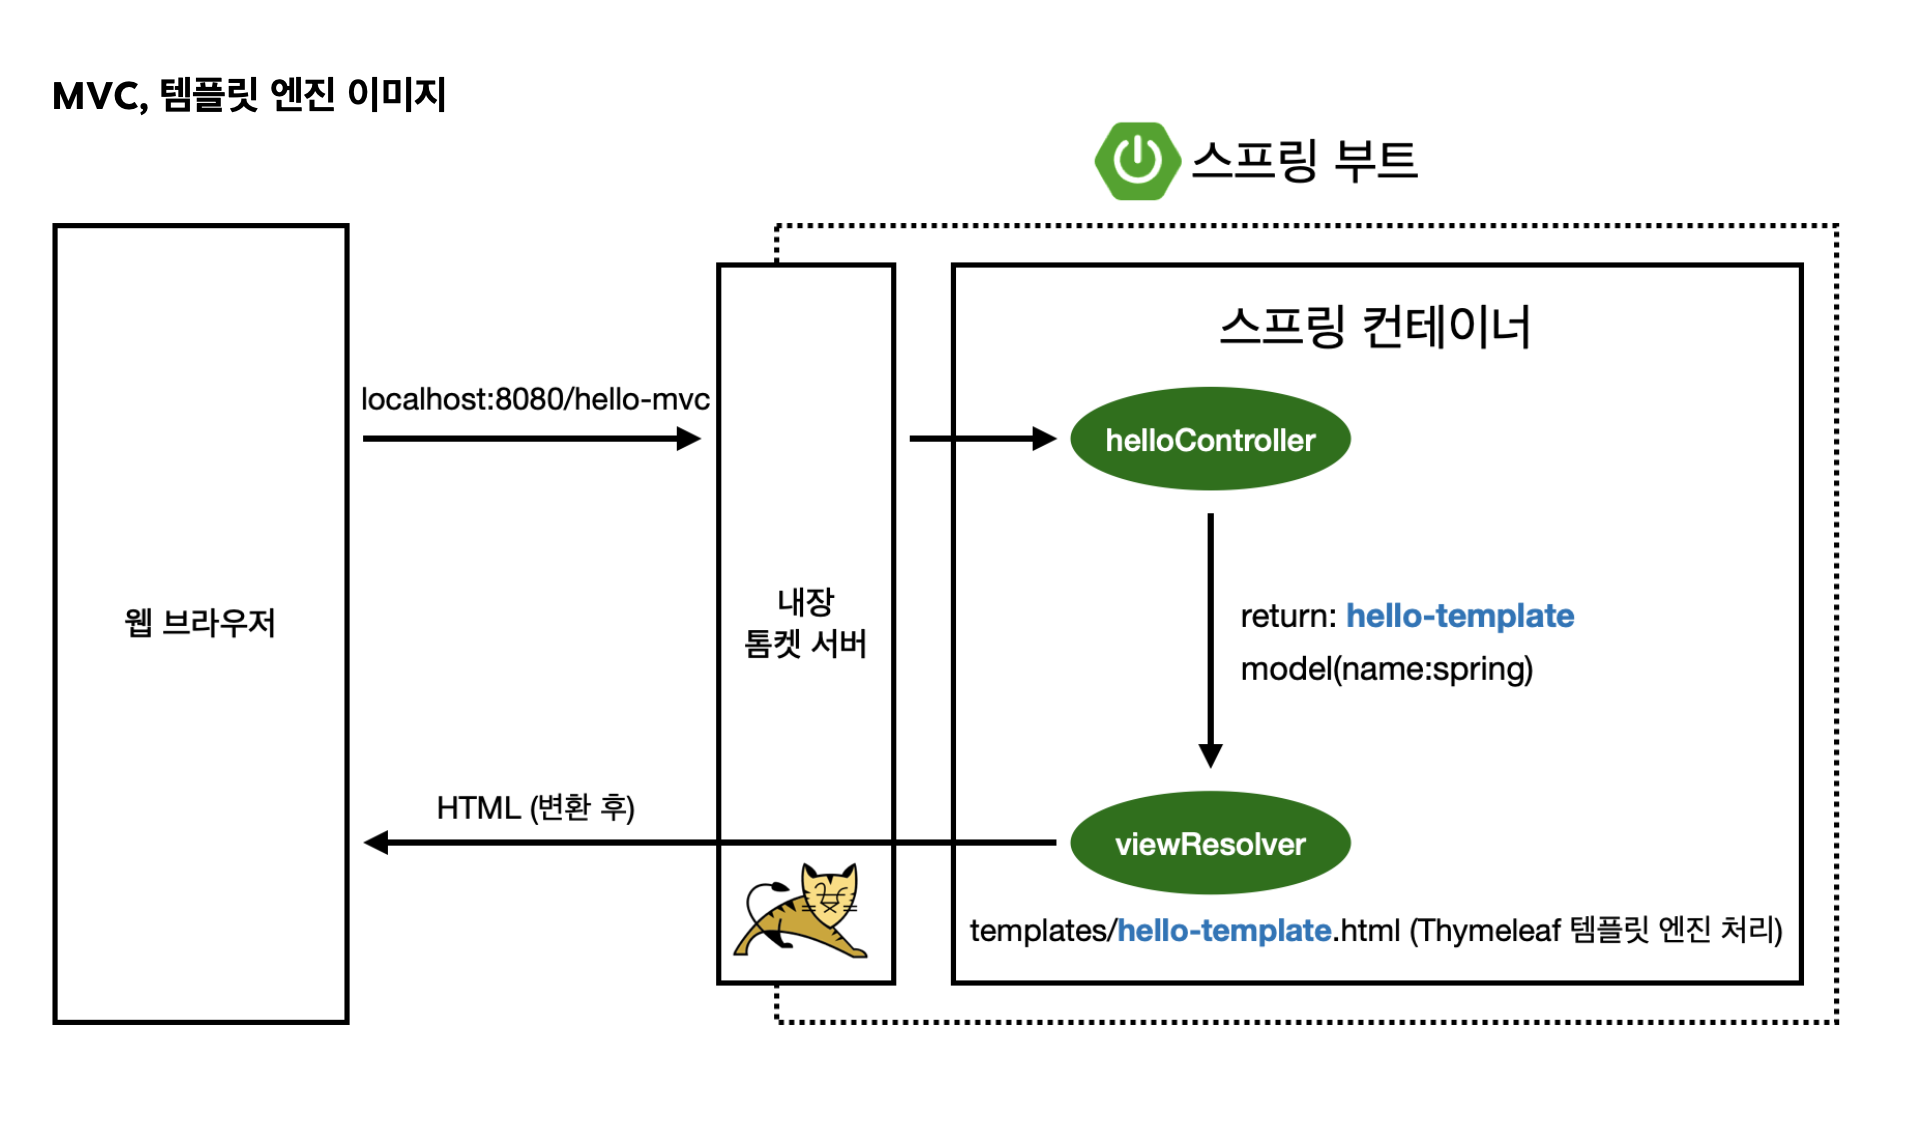 MVC, 템플릿 엔진 이미지
스프링 부트
스프링 컨테이너
localhost:8080/hello-mvc
helloController
웹 브라우저
내장
톰켓 서버
return: hello-template
model(name:spring)
HTML (변환 후)
viewResolver
templates/hello-template.html (Thymeleaf 템플릿 엔진 처리)